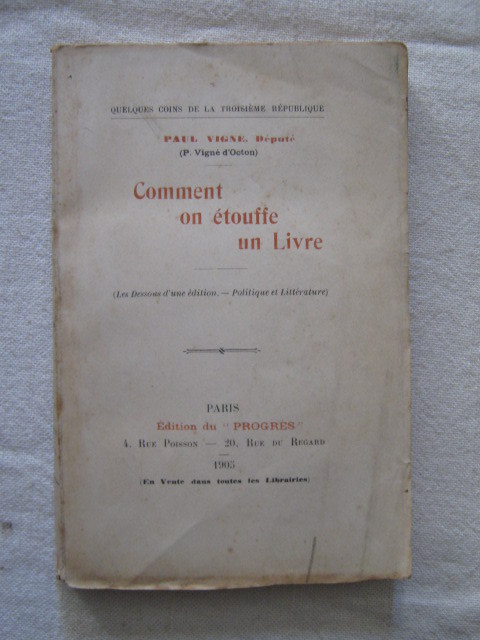 QUELQUES COINS DE LA TROISIÈME RÉPUBLIQUE
PAUL VIGNE, Député
(P. Vigné d'Octon)
Comment
on étouffe
un Livre
(Les Dessous d'une édition. — Politique et Littérature)
PARIS
Édition du "PROGRÈS"
4, RUE POISSON — 20, RUE DU REGARD
1905
(En Vente dans toutes les Librairies)